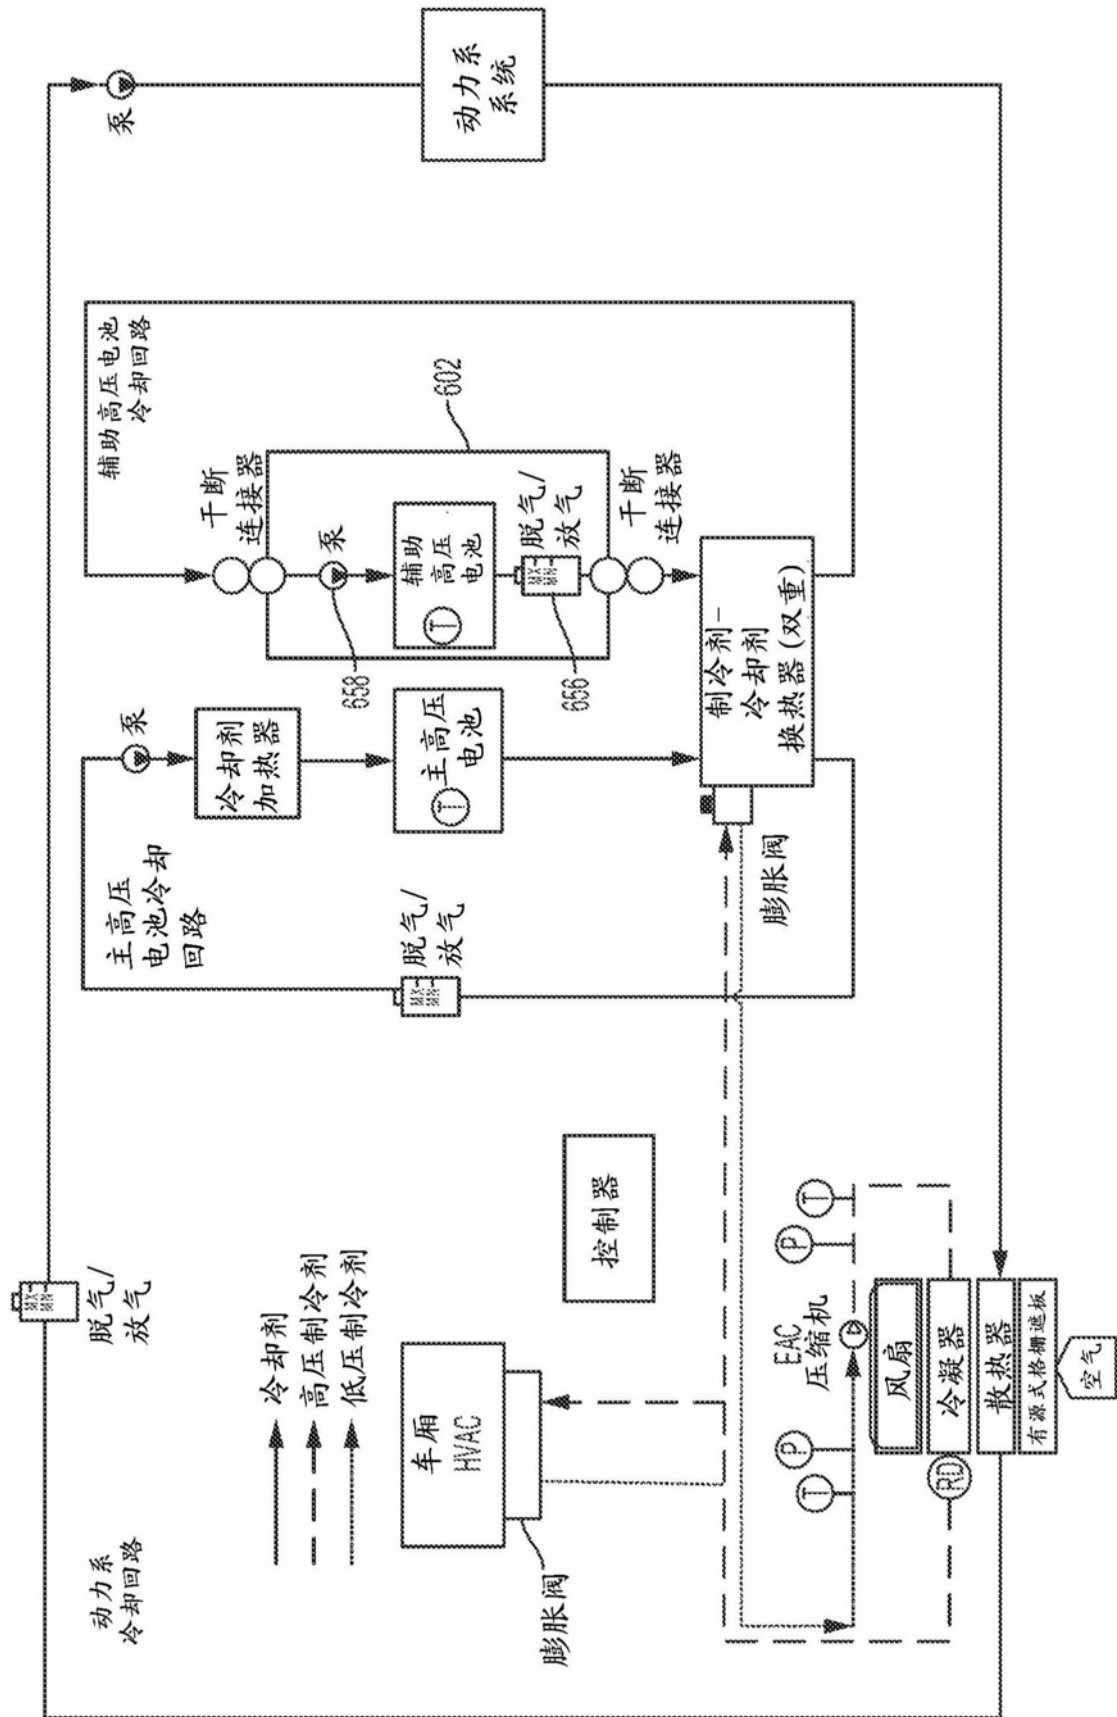 动力系
冷却回路
MX
MN
脱气/
放气
泵
动力系
系统
冷却剂
高压制冷剂
低压制冷剂
主高压
电池冷却
回路
泵
冷却剂
加热器
辅助高压电池
冷却回路
干断
连接器
602
泵
658
辅助
高压
电池
T
MX
MN
脱气/
放气
656
干断
连接器
主高压
电池
T
MX
MN
脱气/
放气
车厢
HVAC
膨胀阀
控制器
制冷剂-
冷却剂
换热器(双重)
膨胀阀
EAC
压缩机
T
P
P
T
风扇
冷凝器
RD
散热器
有源式格栅遮板
空气